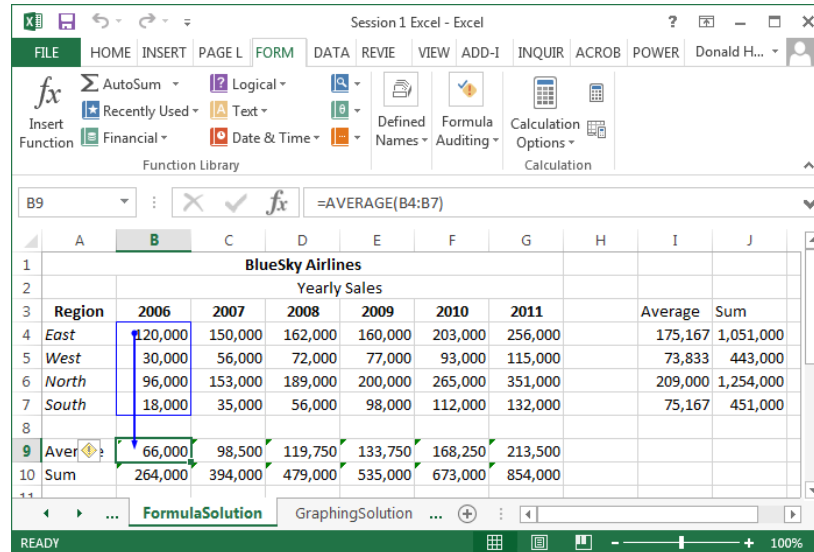 Session 1 Excel - Excel ?
FILE HOME INSERT PAGE L FORM DATA REVIE VIEW ADD-I INQUIR ACROB POWER Donald H...
fx Insert Function
AutoSum
Recently Used
Financial
Logical
Text
Date & Time
Defined Names
Formula Auditing
Calculation Options
Function Library Calculation
B9 fx =AVERAGE(B4:B7)
A B C D E F G H I J
1 BlueSky Airlines
2 Yearly Sales
3 Region 2006 2007 2008 2009 2010 2011 Average Sum
4 East 120,000 150,000 162,000 160,000 203,000 256,000 175,167 1,051,000
5 West 30,000 56,000 72,000 77,000 93,000 115,000 73,833 443,000
6 North 96,000 153,000 189,000 200,000 265,000 351,000 209,000 1,254,000
7 South 18,000 35,000 56,000 98,000 112,000 132,000 75,167 451,000
8
9 66,000 98,500 119,750 133,750 168,250 213,500
10 Sum 264,000 394,000 479,000 535,000 673,000 854,000
... FormulaSolution GraphingSolution ...
READY 100%